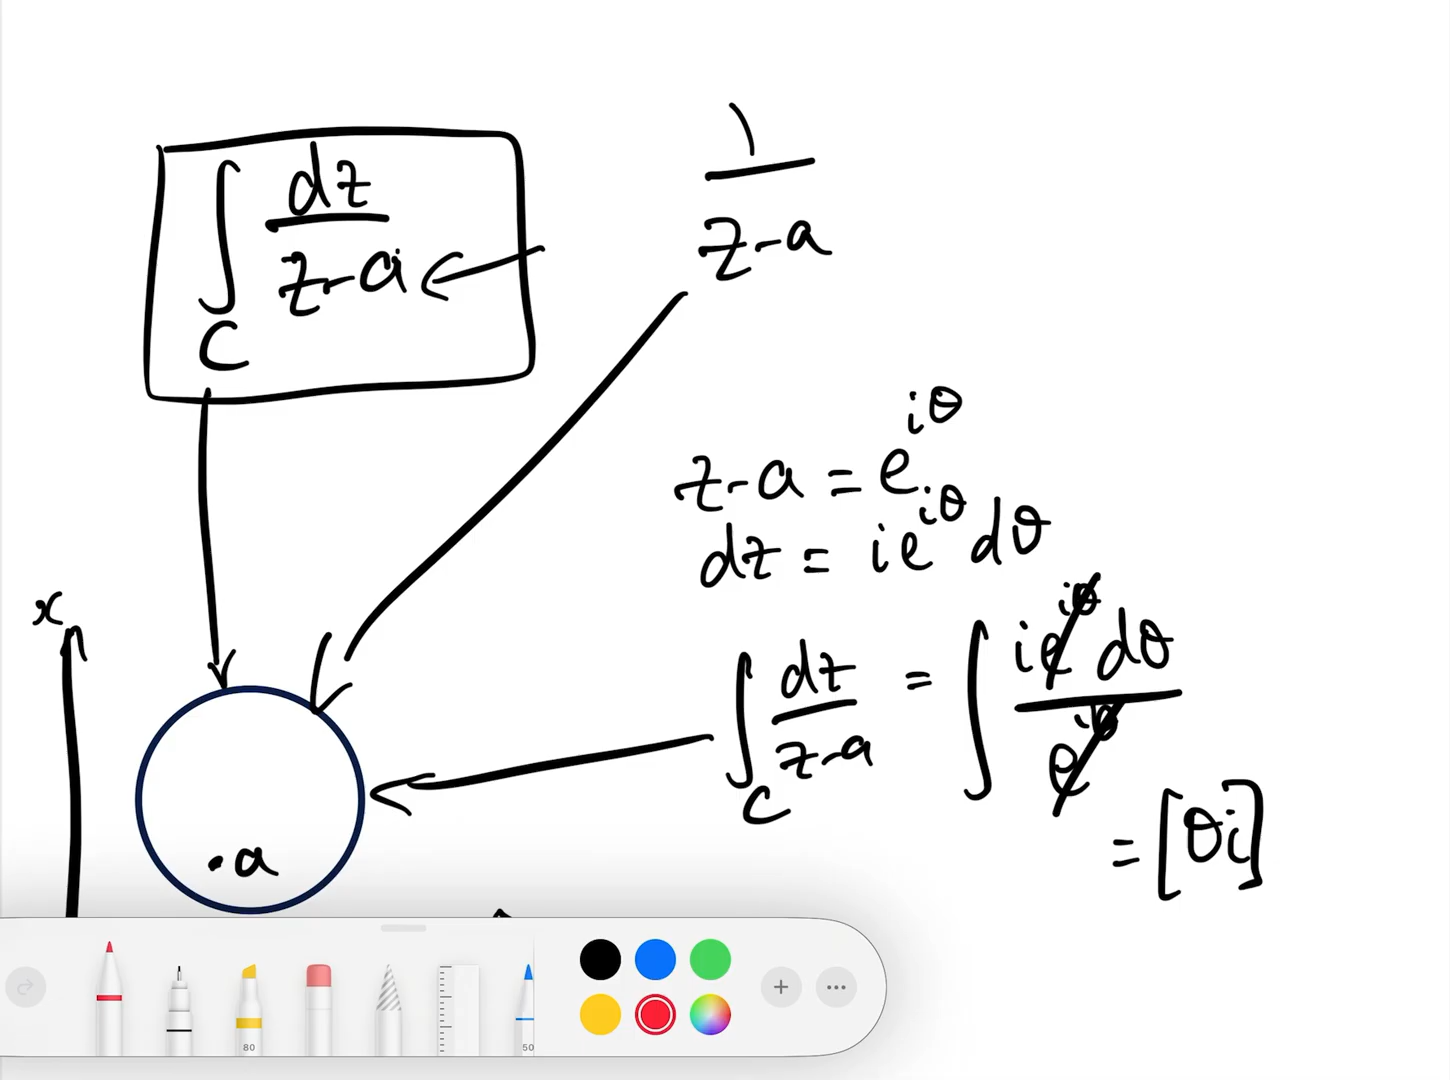 ∫_C dz/(z-a)
1/(z-a)
z-a = e^{iθ}
dz = ie^{iθ} dθ
x
∫_C dz/(z-a) = ∫ ie^{iθ} dθ / e^{iθ}
= [θi]
.a
80
50